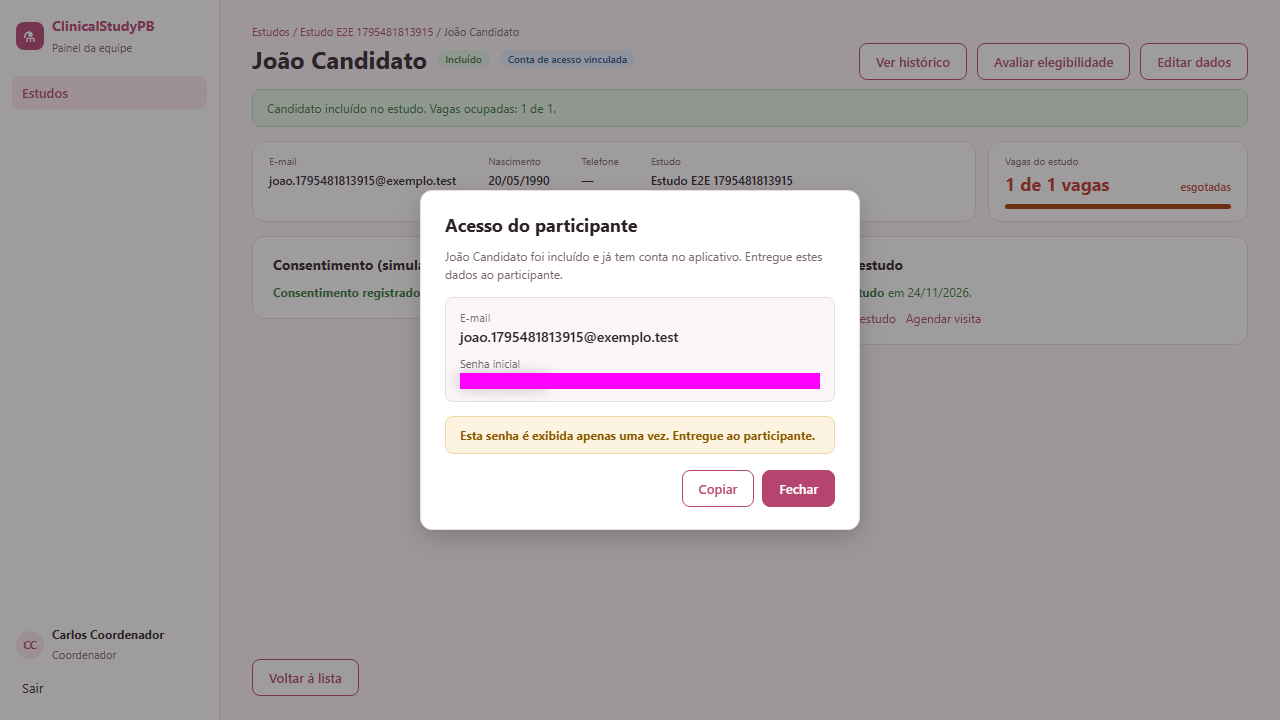 ClinicalStudyPB
Painel da equipe
Estudos
Estudos / Estudo E2E 1795481813915 / João Candidato
João Candidato
Incluído
Conta de acesso vinculada
Ver histórico
Avaliar elegibilidade
Editar dados
Candidato incluído no estudo. Vagas ocupadas: 1 de 1.
E-mail
Nascimento
Telefone
Estudo
joao.1795481813915@exemplo.test
20/05/1990
—
Estudo E2E 1795481813915
Vagas do estudo
1 de 1 vagas
esgotadas
Consentimento (simul
estudo
Consentimento registrado
em 24/11/2026.
estudo
Agendar visita
Acesso do participante
João Candidato foi incluído e já tem conta no aplicativo. Entregue estes
dados ao participante.
E-mail
joao.1795481813915@exemplo.test
Senha inicial
Esta senha é exibida apenas uma vez. Entregue ao participante.
Copiar
Fechar
CC
Carlos Coordenador
Coordenador
Sair
Voltar à lista